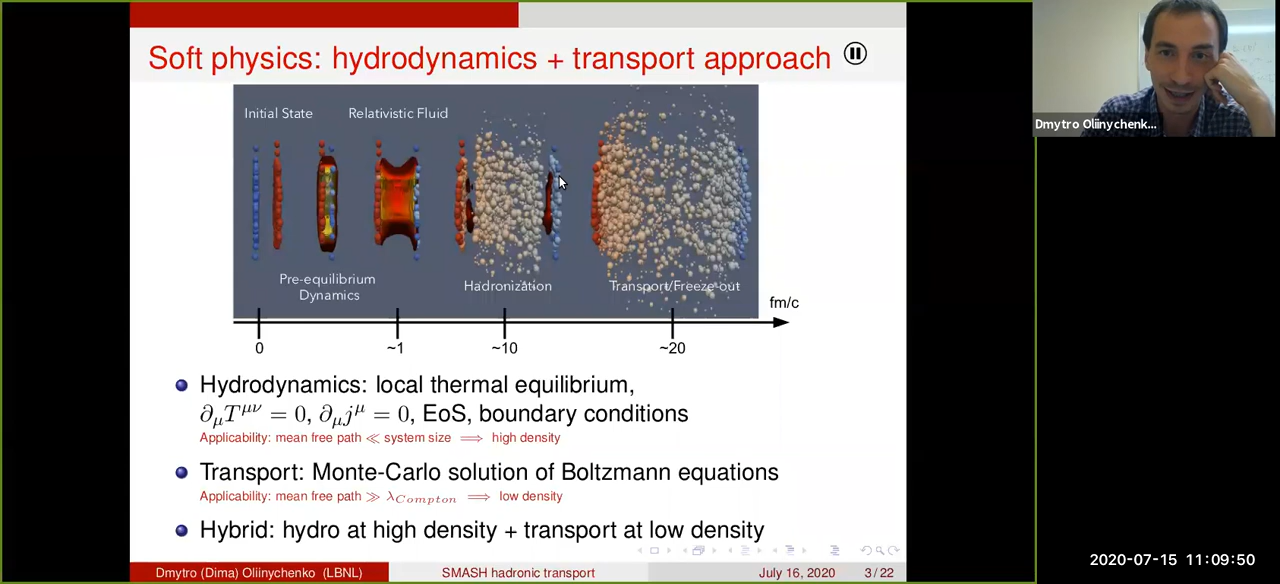 Soft physics: hydrodynamics + transport approach
Initial State
Relativistic Fluid
Pre-equilibrium
Dynamics
Hadronization
Transport/Freeze-out
fm/c
0
~1
~10
~20
Hydrodynamics: local thermal equilibrium,
∂μT^μν = 0, ∂μj^μ = 0, EoS, boundary conditions
Applicability: mean free path ≪ system size ⟹ high density
Transport: Monte-Carlo solution of Boltzmann equations
Applicability: mean free path ≫ λCompton ⟹ low density
Hybrid: hydro at high density + transport at low density
Dmytro (Dima) Oliinychenko (LBNL)
SMASH hadronic transport
July 16, 2020
3 / 22
Dmytro Oliinychenk...
2020-07-15 11:09:50